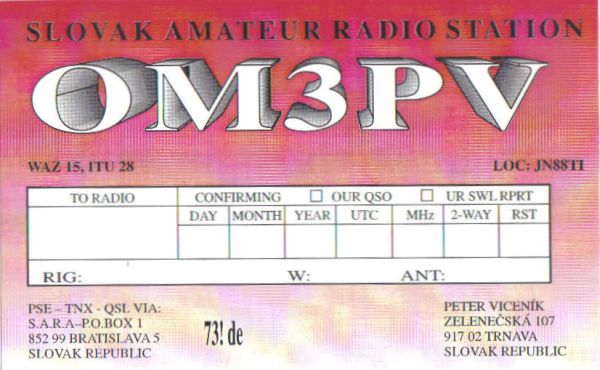 SLOVAK AMATEUR RADIO STATION
OM3PV
WAZ 15, ITU 28 LOC: JN88TI
TO RADIO CONFIRMING ☐ OUR QSO ☐ UR SWL RPRT
DAY MONTH YEAR UTC MHz 2-WAY RST
RIG: W: ANT:
PSE – TNX - QSL VIA:
S.A.R.A–P.O.BOX 1
852 99 BRATISLAVA 5
SLOVAK REPUBLIC
73! de
PETER VICENÍK
ZELENEČSKÁ 107
917 02 TRNAVA
SLOVAK REPUBLIC